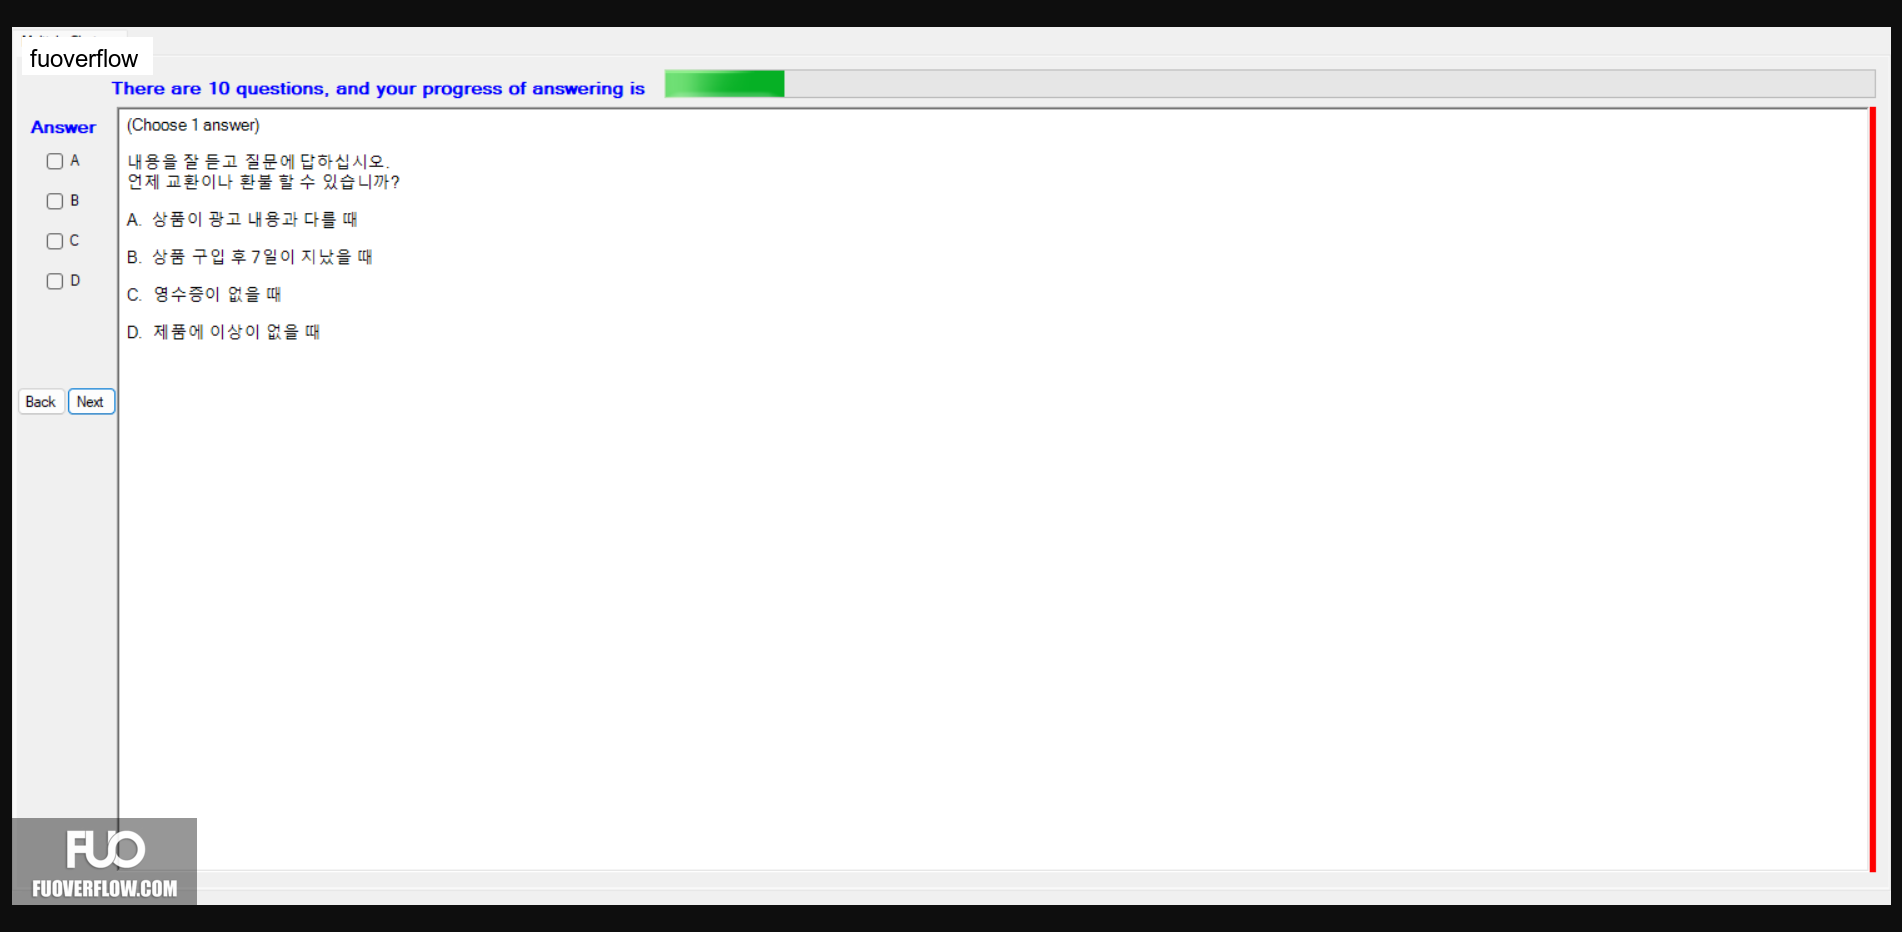 fuoverflow
There are 10 questions, and your progress of answering is
Answer
A
B
C
D
Back
Next
(Choose 1 answer)
내용을 잘 듣고 질문에 답하십시오.
언제 교환이나 환불 할 수 있습니까?
A. 상품이 광고 내용과 다를 때
B. 상품 구입 후 7일이 지났을 때
C. 영수증이 없을 때
D. 제품에 이상이 없을 때
FUO
FUOVERFLOW.COM